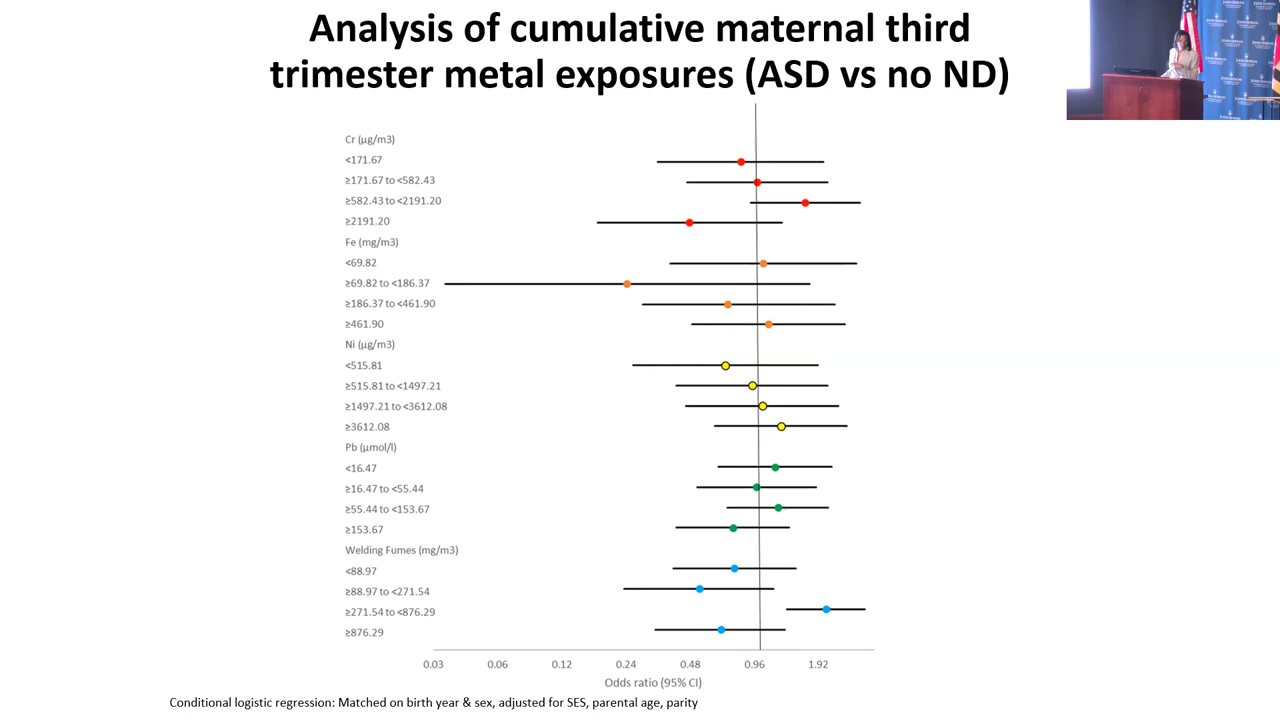 Analysis of cumulative maternal third
trimester metal exposures (ASD vs no ND)
Cr (µg/m3)
<171.67
≥171.67 to <582.43
≥582.43 to <2191.20
≥2191.20
Fe (mg/m3)
<69.82
≥69.82 to <186.37
≥186.37 to <461.90
≥461.90
Ni (µg/m3)
<515.81
≥515.81 to <1497.21
≥1497.21 to <3612.08
≥3612.08
Pb (µmol/l)
<16.47
≥16.47 to <55.44
≥55.44 to <153.67
≥153.67
Welding Fumes (mg/m3)
<88.97
≥88.97 to <271.54
≥271.54 to <876.29
≥876.29
0.03 0.06 0.12 0.24 0.48 0.96 1.92
Odds ratio (95% CI)
Conditional logistic regression: Matched on birth year & sex, adjusted for SES, parental age, parity